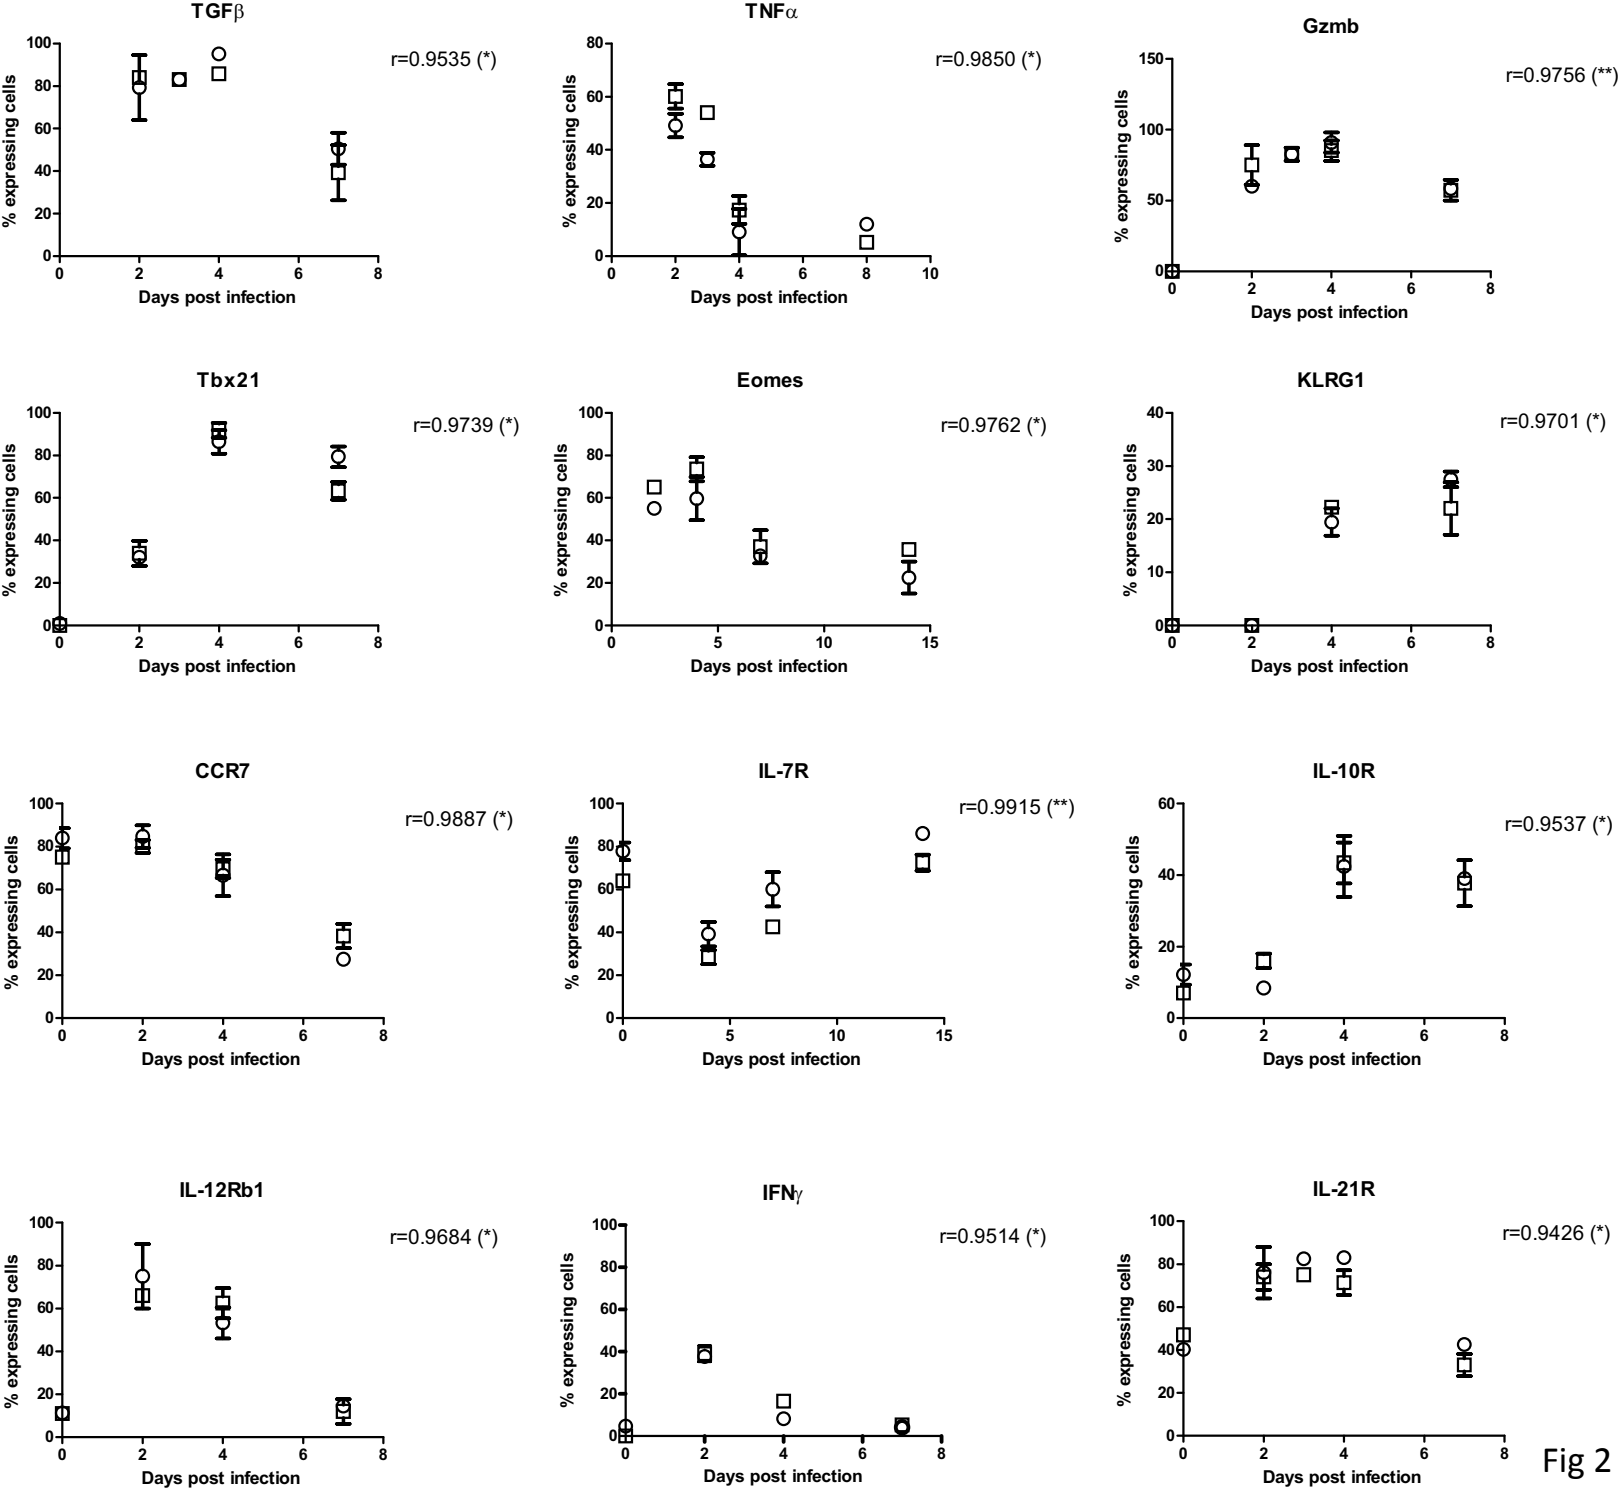 TGFβ
r=0.9535 (*)
% expressing cells
100
80
60
40
20
0
0 2 4 6 8
Days post infection
TNFα
r=0.9850 (*)
% expressing cells
80
60
40
20
0
0 2 4 6 8 10
Days post infection
Gzmb
r=0.9756 (**)
% expressing cells
150
100
50
0
0 2 4 6 8
Days post infection
Tbx21
r=0.9739 (*)
% expressing cells
100
80
60
40
20
0
0 2 4 6 8
Days post infection
Eomes
r=0.9762 (*)
% expressing cells
100
80
60
40
20
0
0 5 10 15
Days post infection
KLRG1
r=0.9701 (*)
% expressing cells
40
30
20
10
0
0 2 4 6 8
Days post infection
CCR7
r=0.9887 (*)
% expressing cells
100
80
60
40
20
0
0 2 4 6 8
Days post infection
IL-7R
r=0.9915 (**)
% expressing cells
100
80
60
40
20
0
0 5 10 15
Days post infection
IL-10R
r=0.9537 (*)
% expressing cells
60
40
20
0
0 2 4 6 8
Days post infection
IL-12Rb1
r=0.9684 (*)
% expressing cells
100
80
60
40
20
0
0 2 4 6 8
Days post infection
IFNγ
r=0.9514 (*)
% expressing cells
100
80
60
40
20
0
0 2 4 6 8
Days post infection
IL-21R
r=0.9426 (*)
% expressing cells
100
80
60
40
20
0
0 2 4 6 8
Days post infection
Fig 2